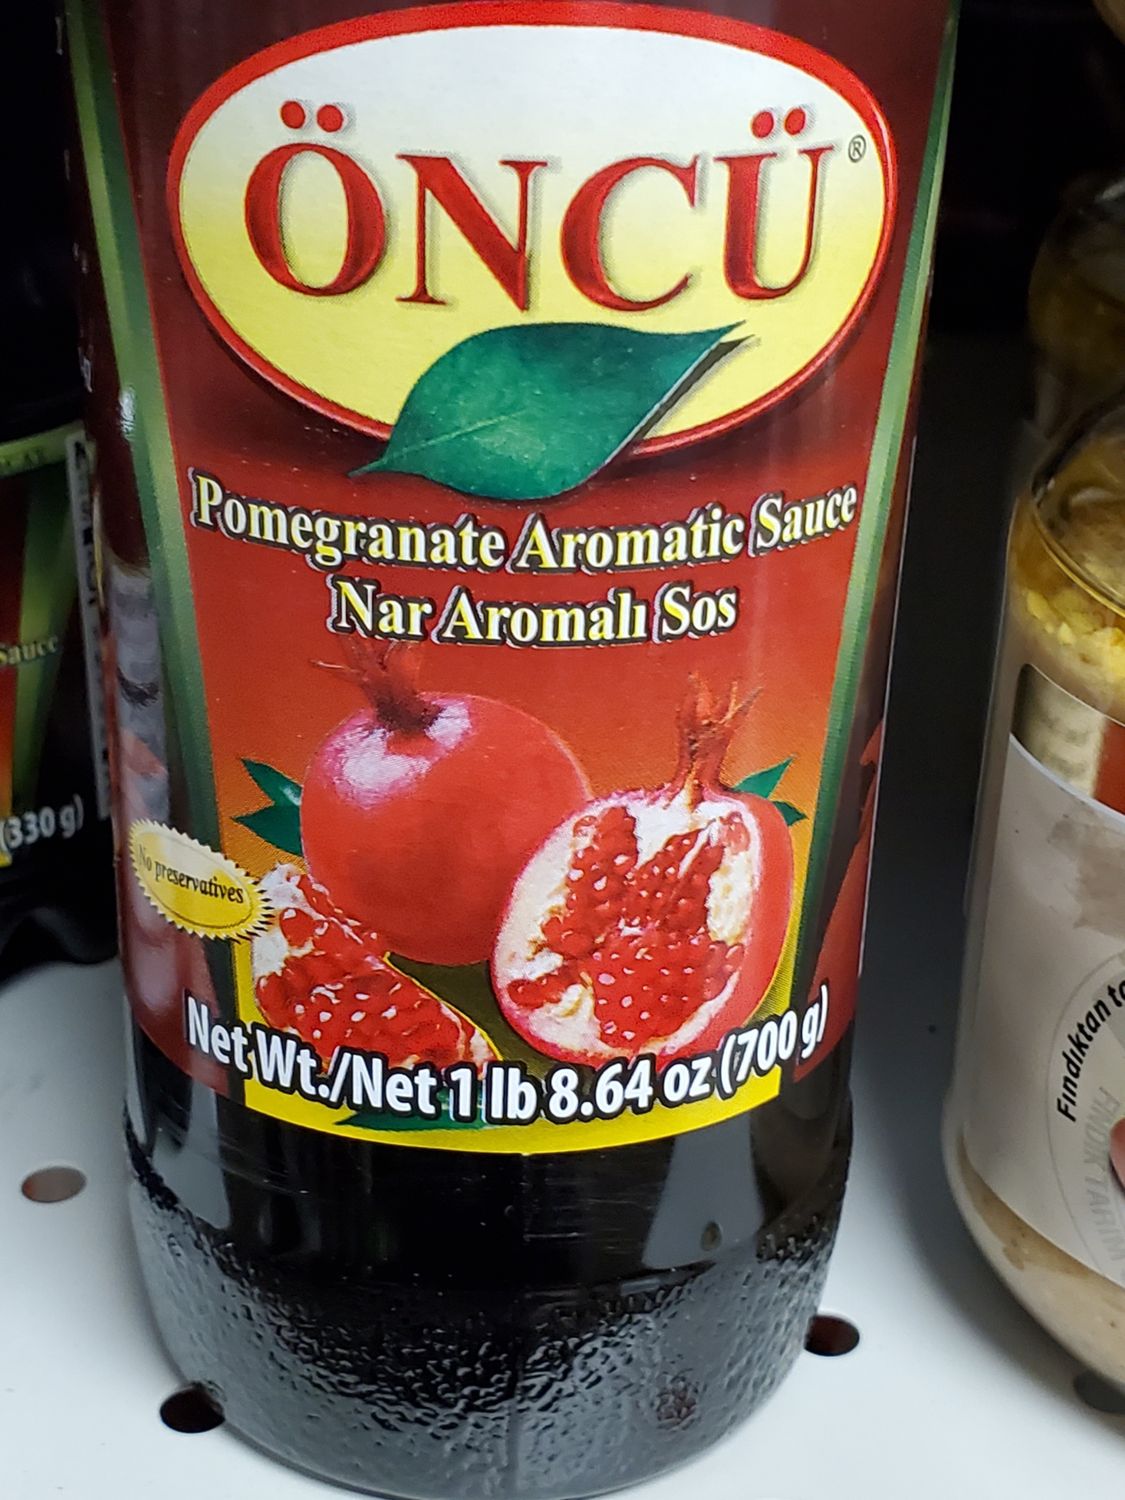 ÖNCÜ®
Pomegranate Aromatic Sauce
Nar Aromalı Sos
No preservatives
Net Wt./Net 1 lb 8.64 oz (700 g)
Sauce
(330 g)
Fındıktan